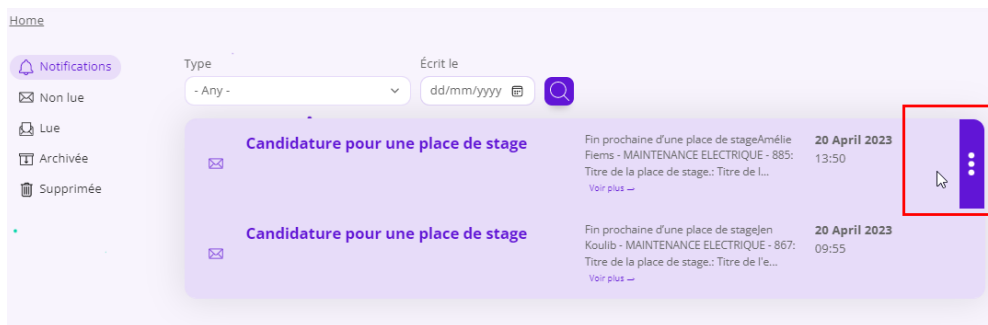 Home
Notifications
Non lue
Lue
Archivée
Supprimée
Type
Écrit le
- Any -
dd/mm/yyyy
Candidature pour une place de stage
Fin prochaine d'une place de stageAmélie
Fiems - MAINTENANCE ELECTRIQUE - 885:
Titre de la place de stage.: Titre de l...
Voir plus
20 April 2023
13:50
Candidature pour une place de stage
Fin prochaine d'une place de stageJen
Koulib - MAINTENANCE ELECTRIQUE - 867:
Titre de la place de stage.: Titre de l'e...
Voir plus
20 April 2023
09:55